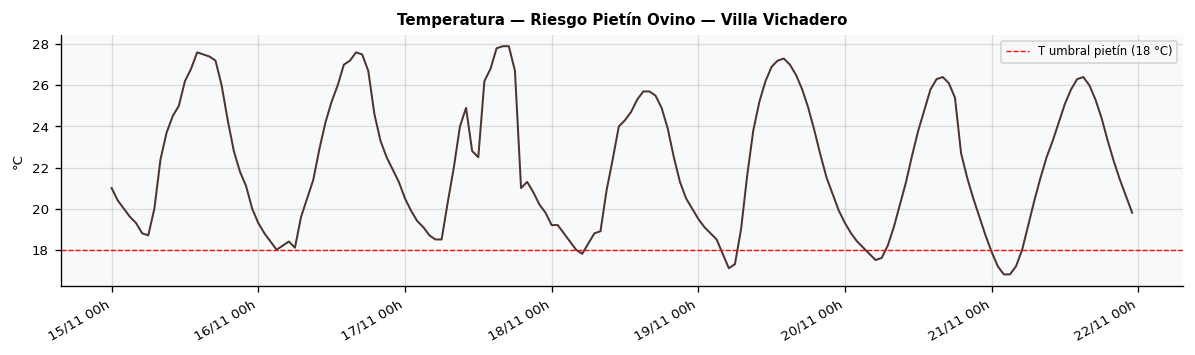 Temperatura — Riesgo Pietín Ovino — Villa Vichadero
T umbral pietín (18 °C)
°C
28
26
24
22
20
18
15/11 00h
16/11 00h
17/11 00h
18/11 00h
19/11 00h
20/11 00h
21/11 00h
22/11 00h